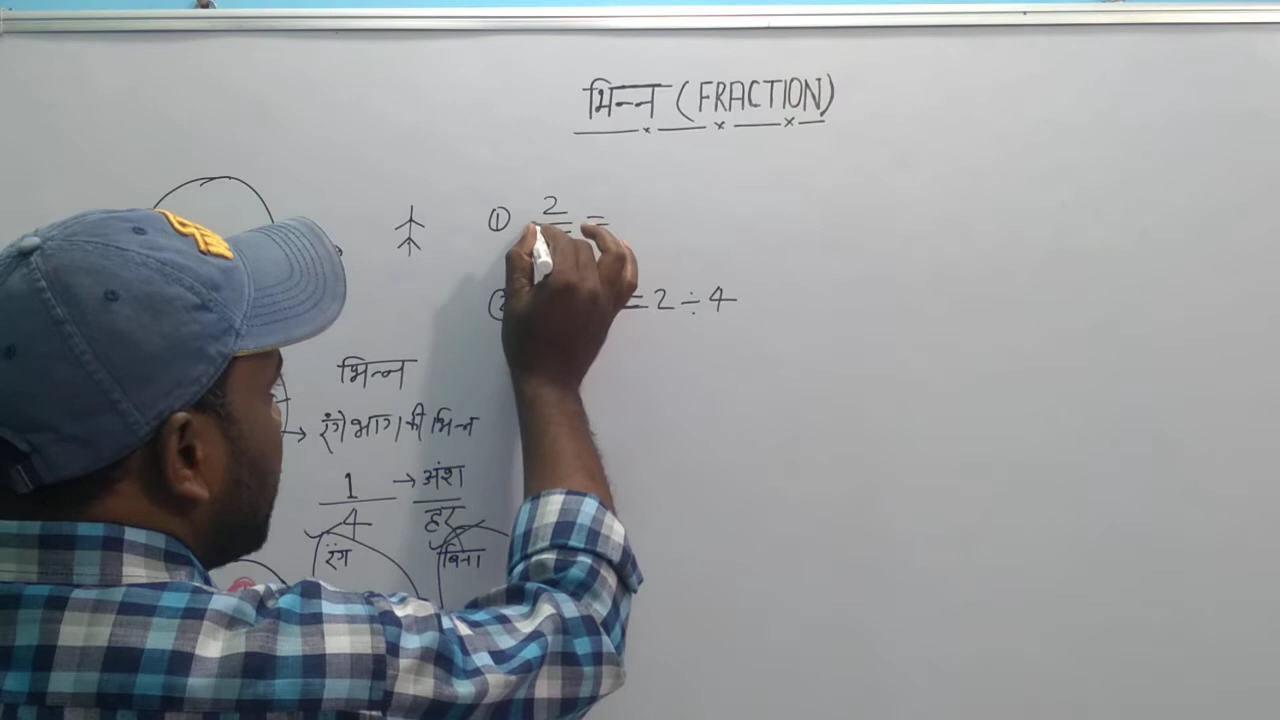 भिन्न (FRACTION)
① 2 =
= 2 ÷ 4
भिन्न
→ रंगे भाग की भिन्न
1 → अंश
4 हर
रंग बिना